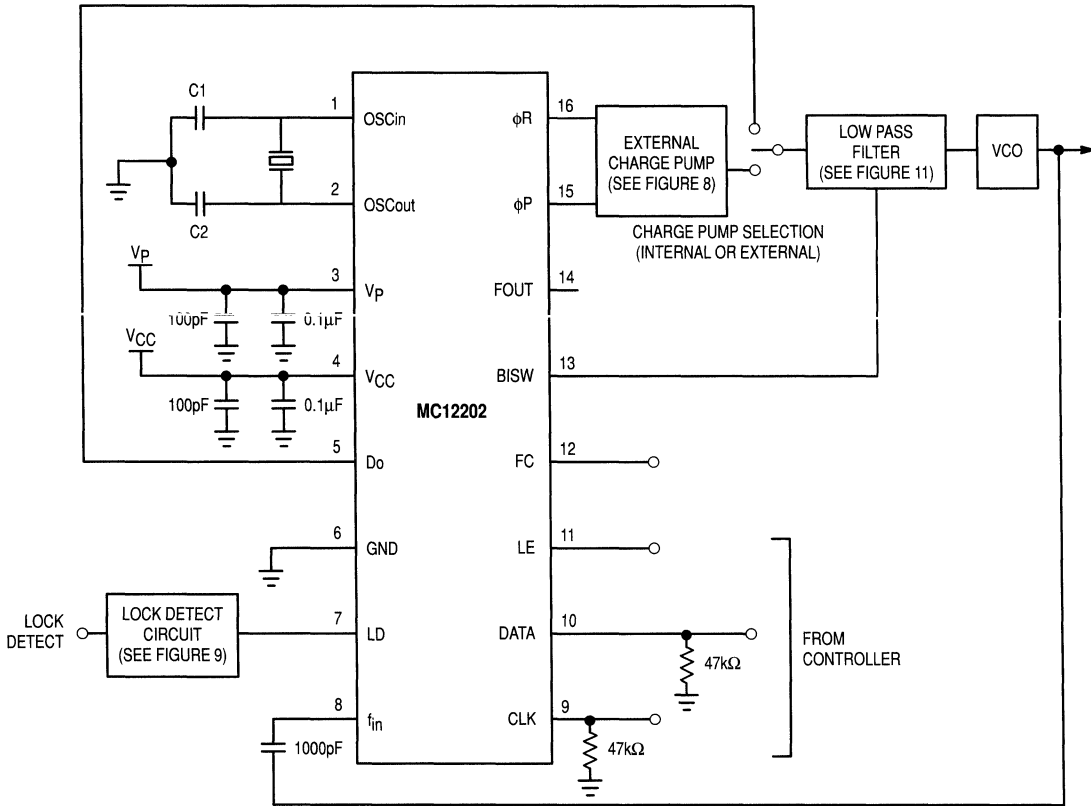 C1
1
OSCin
ϕR
16
EXTERNAL
CHARGE PUMP
(SEE FIGURE 8)
LOW PASS
FILTER
(SEE FIGURE 11)
VCO
2
OSCout
ϕP
15
C2
CHARGE PUMP SELECTION
(INTERNAL OR EXTERNAL)
VP
3
VP
FOUT
14
100pF
0.1μF
VCC
4
VCC
BISW
13
100pF
0.1μF
MC12202
5
Do
FC
12
6
GND
LE
11
LOCK
DETECT
LOCK DETECT
CIRCUIT
(SEE FIGURE 9)
7
LD
DATA
10
47kΩ
FROM
CONTROLLER
8
fin
CLK
9
1000pF
47kΩ